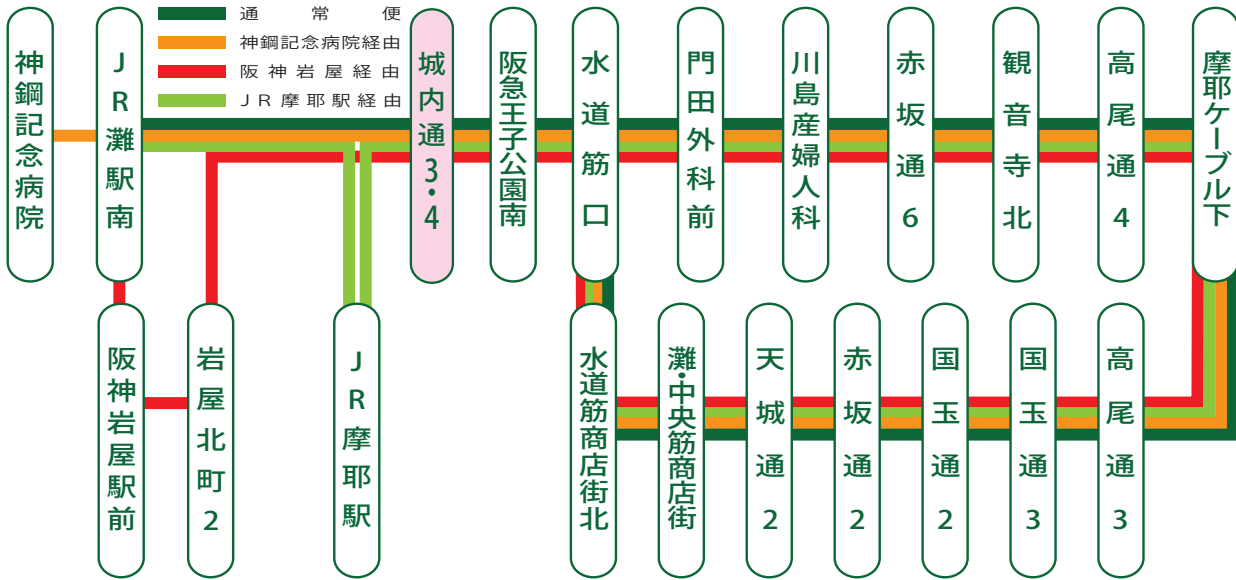 通常便
神鋼記念病院経由
阪神岩屋経由
JR摩耶駅経由
神鋼記念病院
JR灘駅南
城内通3・4
阪急王子公園南
水道筋口
門田外科前
川島産婦人科
赤坂通6
観音寺北
高尾通4
摩耶ケーブル下
阪神岩屋駅前
岩屋北町2
JR摩耶駅
水道筋商店街北
灘・中央筋商店街
天城通2
赤坂通2
国玉通2
国玉通3
高尾通3